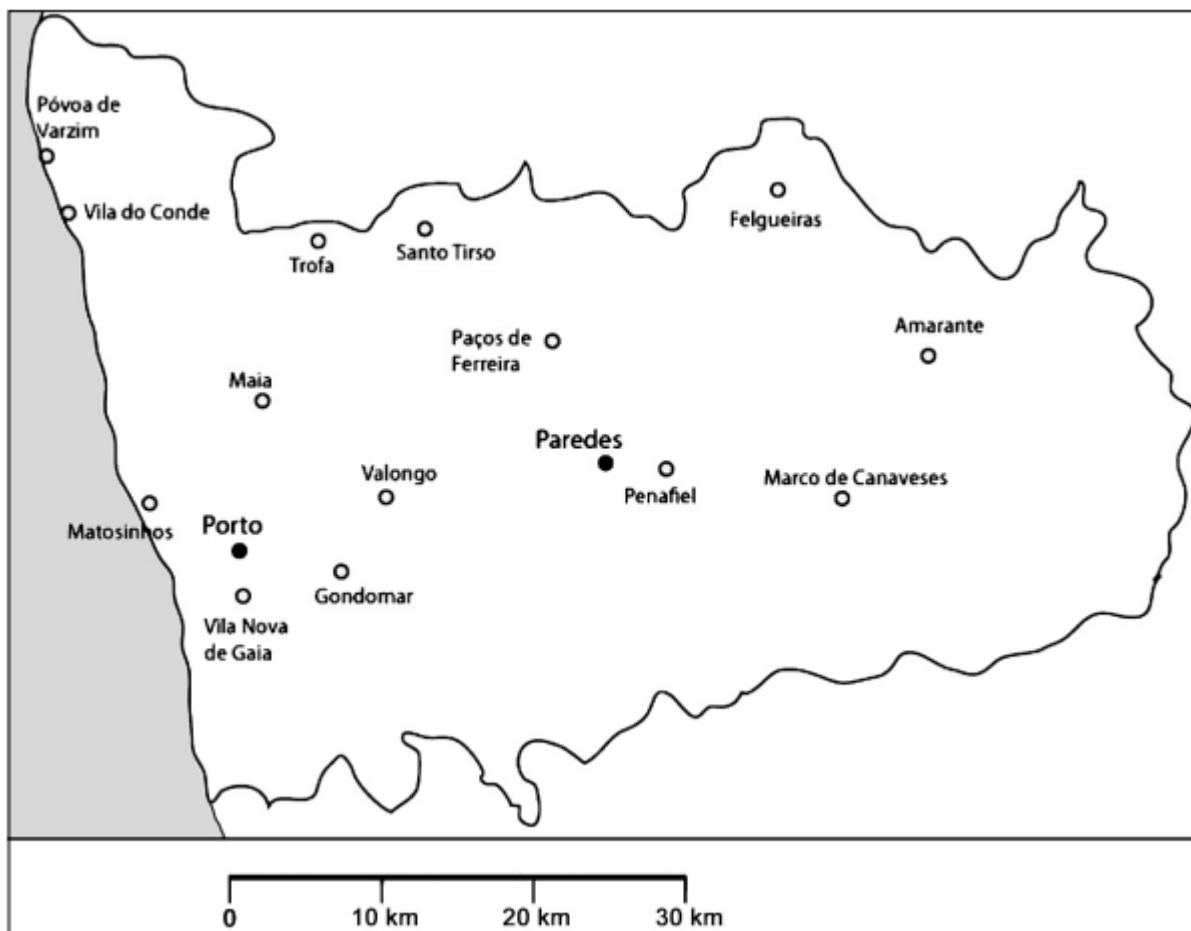 Póvoa de
Varzim
Vila do Conde
Felgueiras
Trofa
Santo Tirso
Amarante
Paços de
Ferreira
Maia
Paredes
Valongo
Penafiel
Marco de Canaveses
Matosinhos
Porto
Gondomar
Vila Nova
de Gaia
0
10 km
20 km
30 km